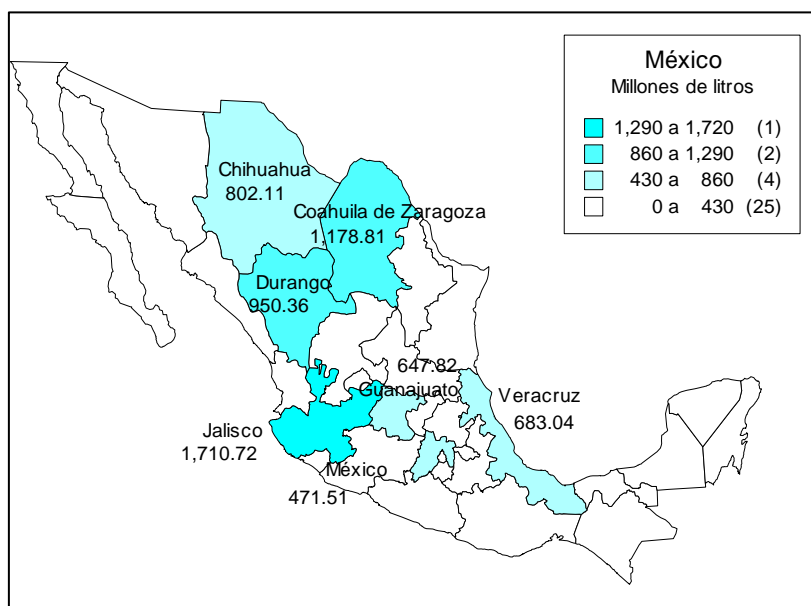 México
Millones de litros
1,290 a 1,720 (1)
860 a 1,290 (2)
430 a 860 (4)
0 a 430 (25)
Chihuahua
802.11
Coahuila de Zaragoza
1,178.81
Durango
950.36
647.82
Guanajuato
Veracruz
683.04
Jalisco
1,710.72
México
471.51